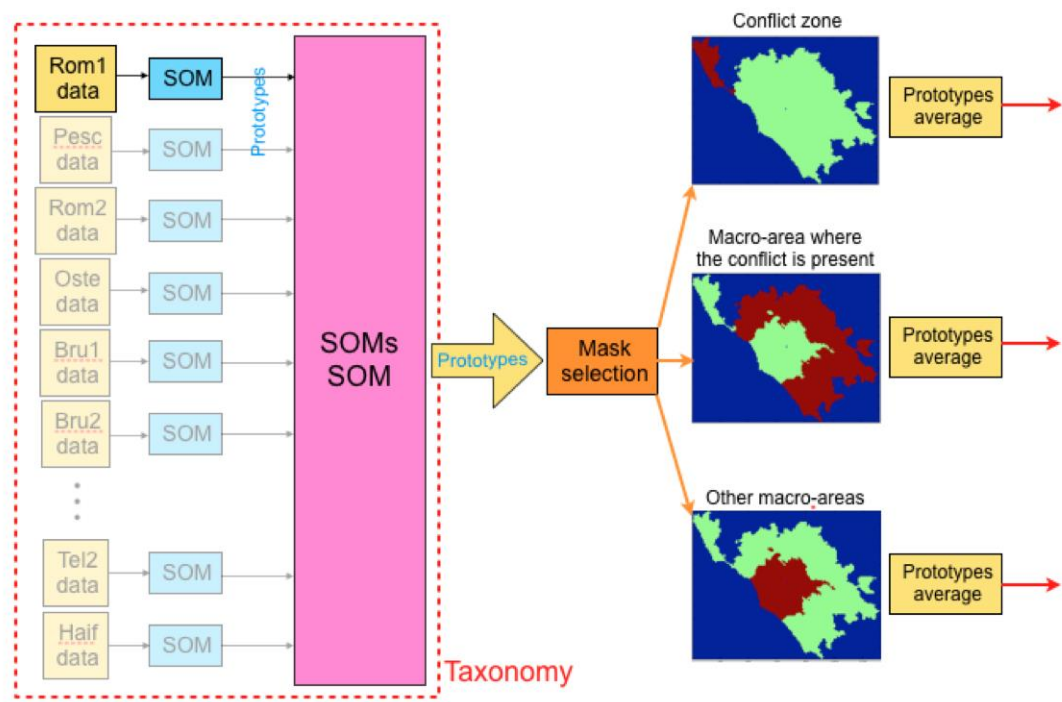 Rom1
data
SOM
Prototypes
Pesc
data
SOM
Rom2
data
SOM
Oste
data
SOM
Bru1
data
SOM
Bru2
data
SOM
Tel2
data
SOM
Haif
data
SOM
SOMs
SOM
Taxonomy
Prototypes
Mask
selection
Conflict zone
Prototypes
average
Macro-area where
the conflict is present
Prototypes
average
Other macro-areas
Prototypes
average